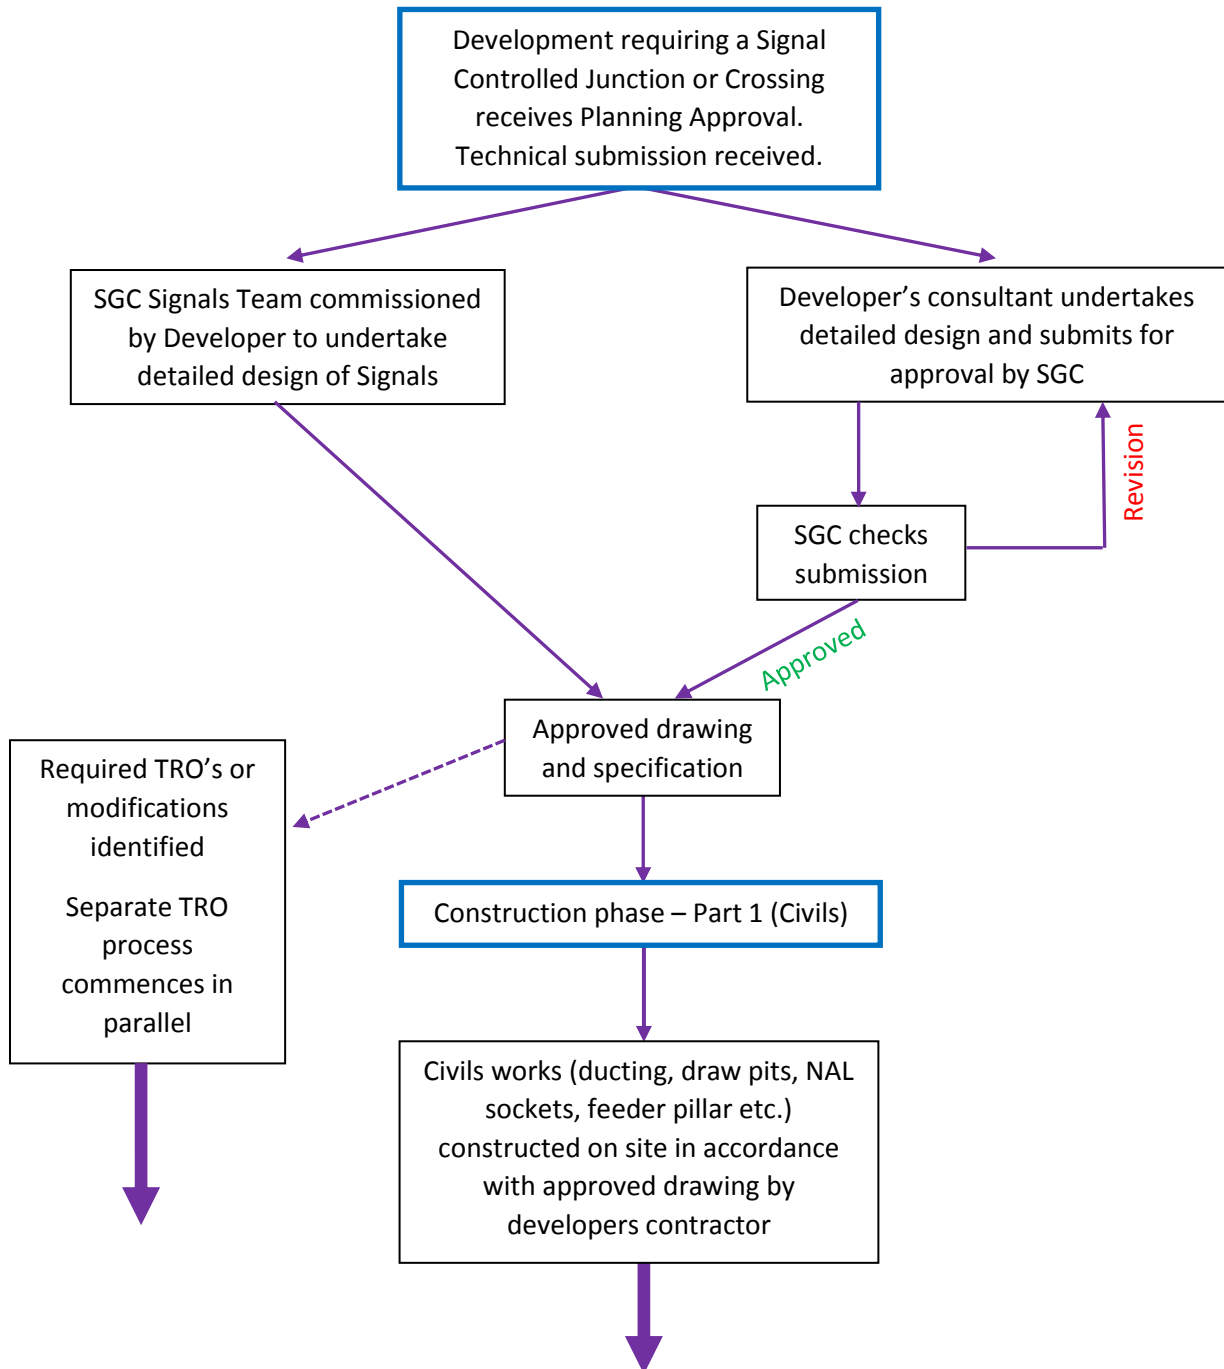 Development requiring a Signal
Controlled Junction or Crossing
receives Planning Approval.
Technical submission received.
SGC Signals Team commissioned
by Developer to undertake
detailed design of Signals
Developer’s consultant undertakes
detailed design and submits for
approval by SGC
Revision
SGC checks
submission
Approved
Approved drawing
and specification
Required TRO’s or
modifications
identified
Separate TRO
process
commences in
parallel
Construction phase – Part 1 (Civils)
Civils works (ducting, draw pits, NAL
sockets, feeder pillar etc.)
constructed on site in accordance
with approved drawing by
developers contractor